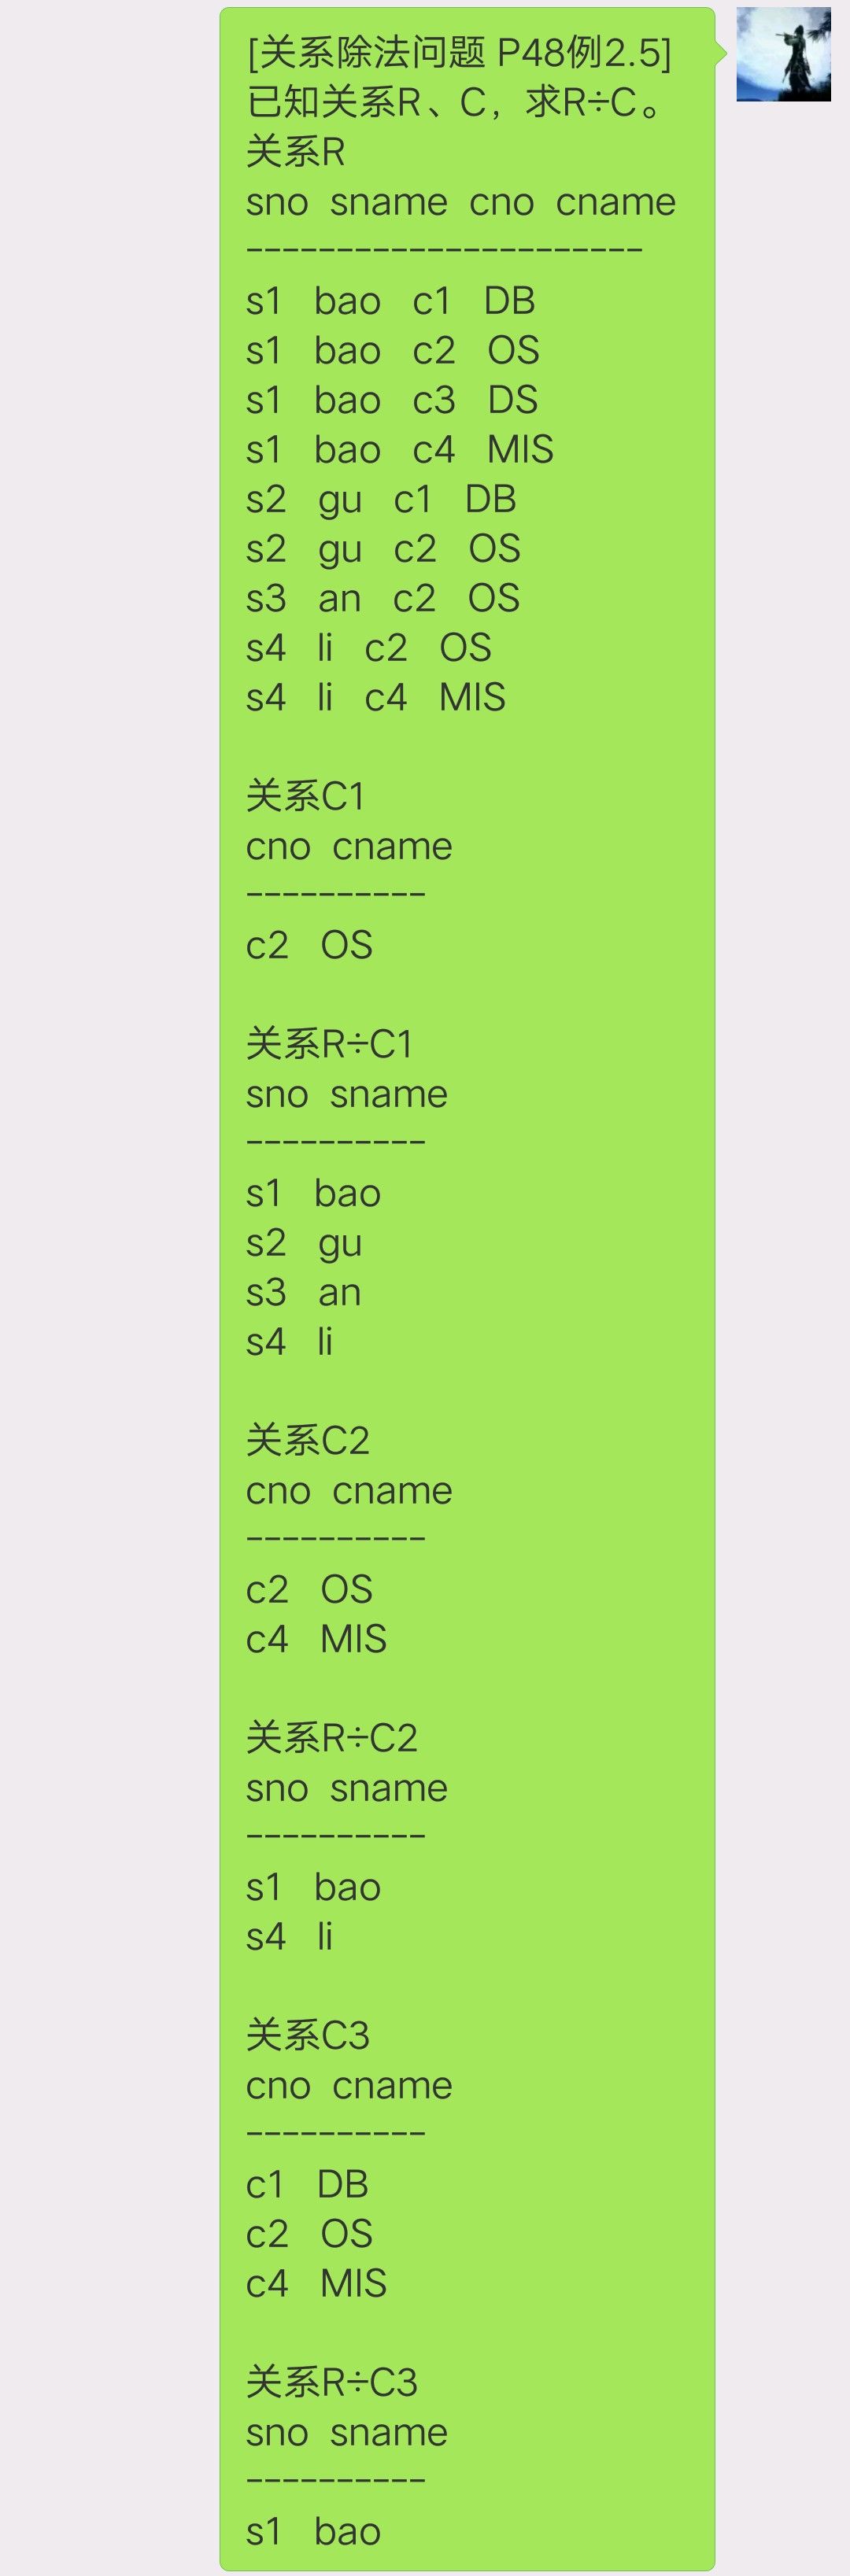 [关系除法问题 P48例2.5]
已知关系R、C，求R÷C。
关系R
sno sname cno cname
----------------------
s1 bao c1 DB
s1 bao c2 OS
s1 bao c3 DS
s1 bao c4 MIS
s2 gu c1 DB
s2 gu c2 OS
s3 an c2 OS
s4 li c2 OS
s4 li c4 MIS
关系C1
cno cname
----------
c2 OS
关系R÷C1
sno sname
----------
s1 bao
s2 gu
s3 an
s4 li
关系C2
cno cname
----------
c2 OS
c4 MIS
关系R÷C2
sno sname
----------
s1 bao
s4 li
关系C3
cno cname
----------
c1 DB
c2 OS
c4 MIS
关系R÷C3
sno sname
----------
s1 bao